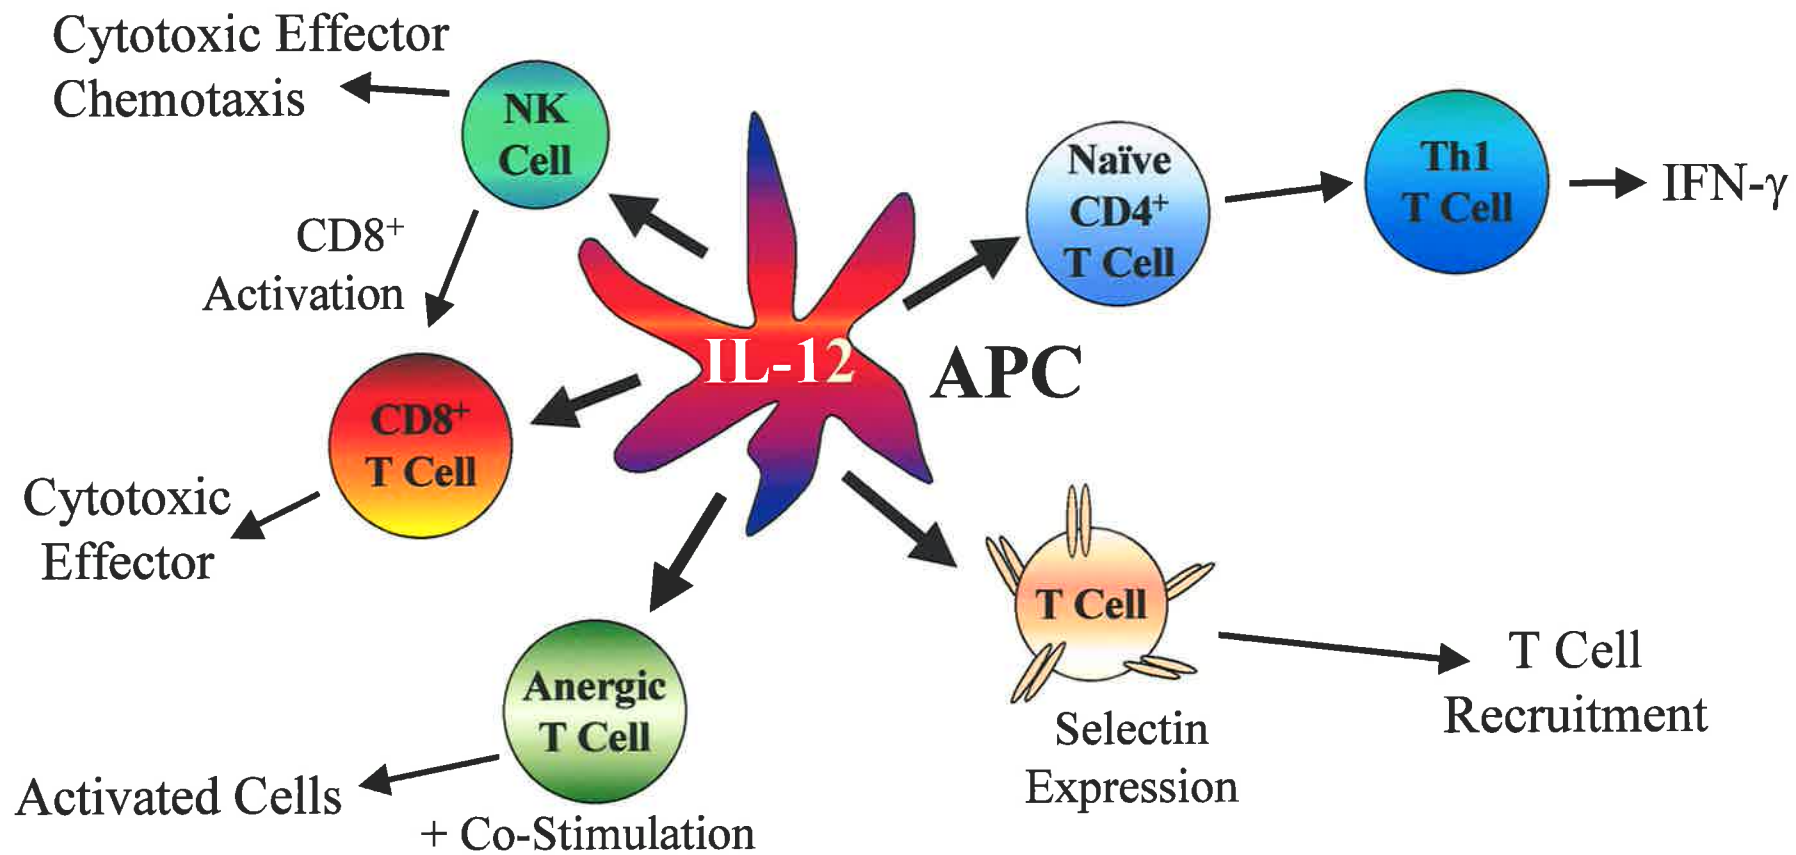 Cytotoxic Effector
Chemotaxis
NK
Cell
CD8⁺
Activation
Naïve
CD4⁺
T Cell
Th1
T Cell
IFN-γ
IL-12
APC
CD8⁺
T Cell
Cytotoxic
Effector
T Cell
Selectin
Expression
T Cell
Recruitment
Anergic
T Cell
+ Co-Stimulation
Activated Cells